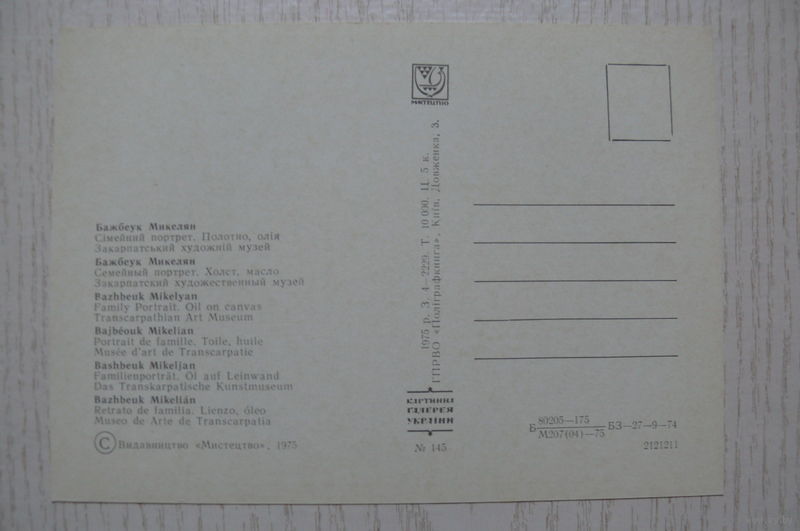 Бажбеук Микелян
Сімейний портрет. Полотно, олія
Закарпатський художній музей
Бажбеук Микелян
Семейный портрет. Холст, масло
Закарпатский художественный музей
Bazhbeuk Mikelyan
Family Portrait. Oil on canvas
Transcarpathian Art Museum
Bajbéouk Mikelian
Portrait de famille. Toile, huile
Musée d'art de Transcarpatie
Bashbeuk Mikeljan
Familienporträt. Öl auf Leinwand
Das Transkarpatische Kunstmuseum
Bazhbeuk Mikelián
Retrato de familia. Lienzo, óleo
Museo de Arte de Transcarpatia
© Видавництво «Мистецтво», 1975
МИСТЕЦТВО
1975 р. З. 4—2229. Т. 10 000. Ц. 5 к.
ГПРВО «Поліграфкнига», Київ, Довженка, 3.
КАРТИННА
ГАЛЕРЕЯ
УКРАЇНИ
№ 145
Б 80205—175 БЗ—27—9—74
М207(04)—75
2121211